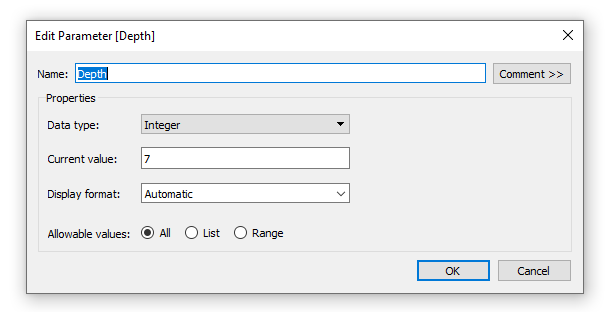 Edit Parameter [Depth]
Name: Depth Comment >>
Properties
Data type: Integer
Current value: 7
Display format: Automatic
Allowable values: All List Range
OK Cancel